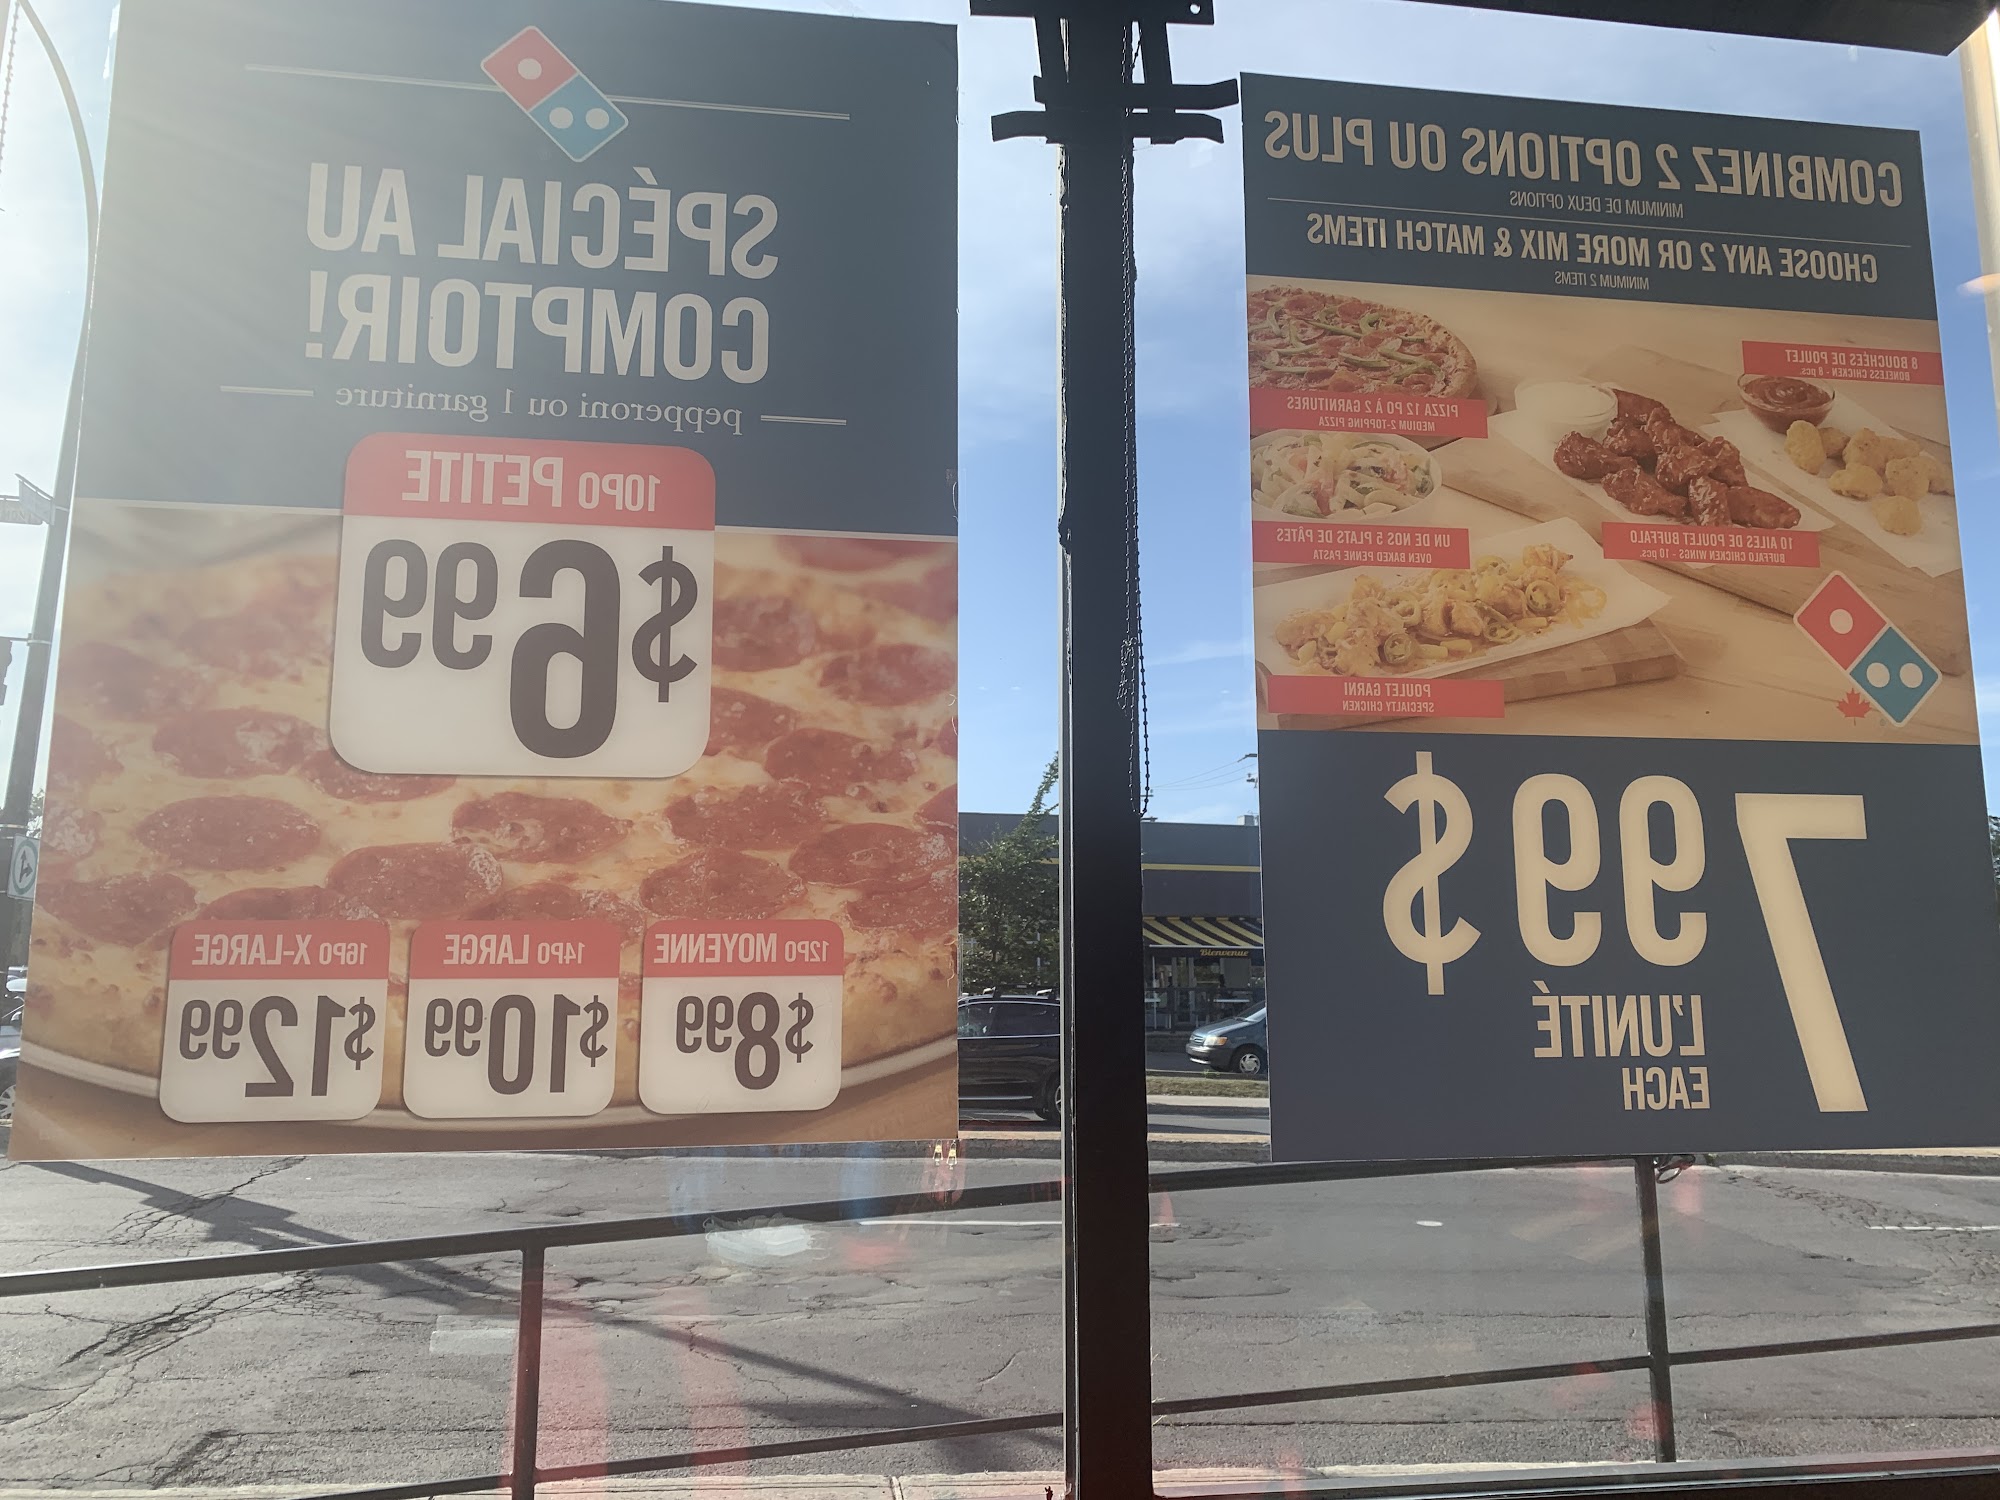 SPÉCIAL AU
COMPTOIR!
pepperoni ou 1 garniture
10PO PETITE
$6.99
12PO MOYENNE
$8.99
14PO LARGE
$10.99
16PO X-LARGE
$12.99
COMBINEZ 2 OPTIONS OU PLUS
MINIMUM DE DEUX OPTIONS
CHOOSE ANY 2 OR MORE MIX & MATCH ITEMS
MINIMUM 2 ITEMS
8 BOUCHÉES DE POULET
BONELESS CHICKEN - 8 pcs.
PIZZA 12 PO À 2 GARNITURES
MEDIUM 2-TOPPING PIZZA
10 AILES DE POULET BUFFALO
BUFFALO CHICKEN WINGS - 10 pcs.
UN DE NOS 5 PLATS DE PÂTES
OVEN BAKED PENNE PASTA
POULET GARNI
SPECIALTY CHICKEN
7 99 $
L'UNITÉ
EACH
Bienvenue